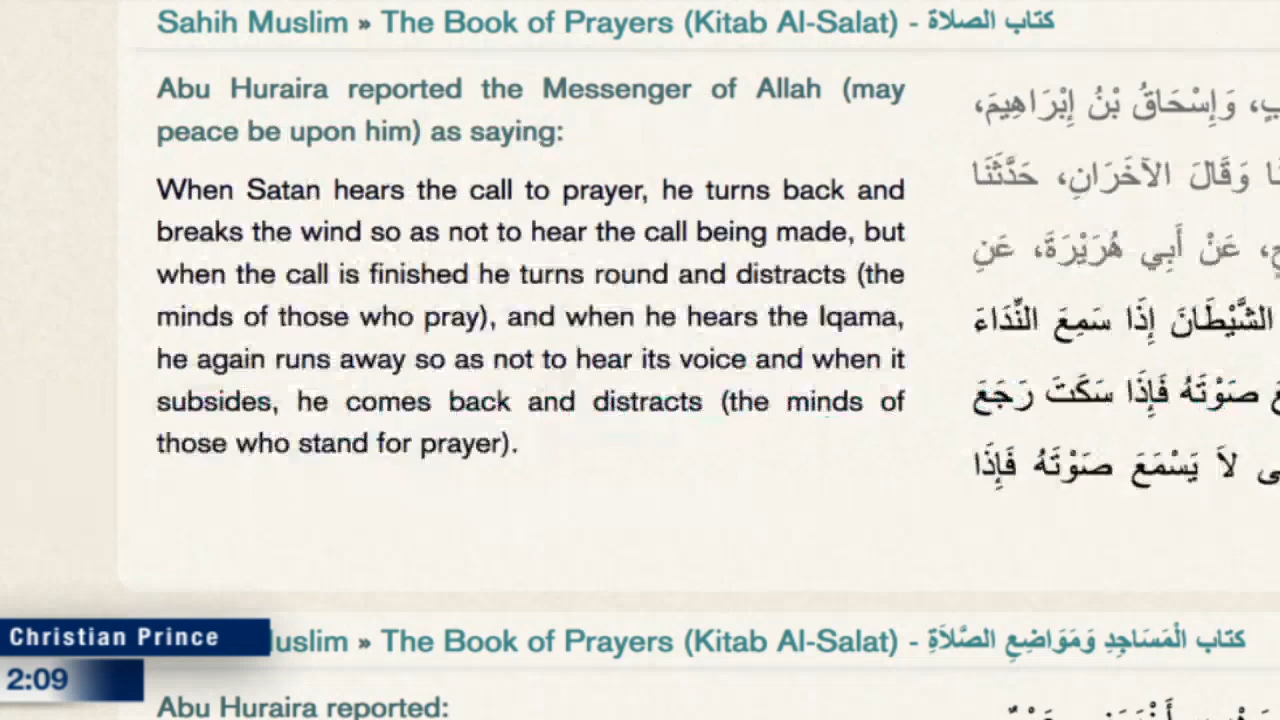 Sahih Muslim » The Book of Prayers (Kitab Al-Salat) - كتاب الصلاة
Abu Huraira reported the Messenger of Allah (may
peace be upon him) as saying:
When Satan hears the call to prayer, he turns back and
breaks the wind so as not to hear the call being made, but
when the call is finished he turns round and distracts (the
minds of those who pray), and when he hears the Iqama,
he again runs away so as not to hear its voice and when it
subsides, he comes back and distracts (the minds of
those who stand for prayer).
وَإِسْحَاقُ بْنُ إِبْرَاهِيمَ،
وَقَالَ الآخَرَانِ، حَدَّثَنَا
عَنْ أَبِي هُرَيْرَةَ، عَنِ
الشَّيْطَانَ إِذَا سَمِعَ النِّدَاءَ
صَوْتَهُ فَإِذَا سَكَتَ رَجَعَ
لاَ يَسْمَعَ صَوْتَهُ فَإِذَا
Christian Prince
2:09
uslim » The Book of Prayers (Kitab Al-Salat) - كتاب الْمَسَاجِدِ وَمَوَاضِعِ الصَّلاَةِ
Abu Huraira reported: